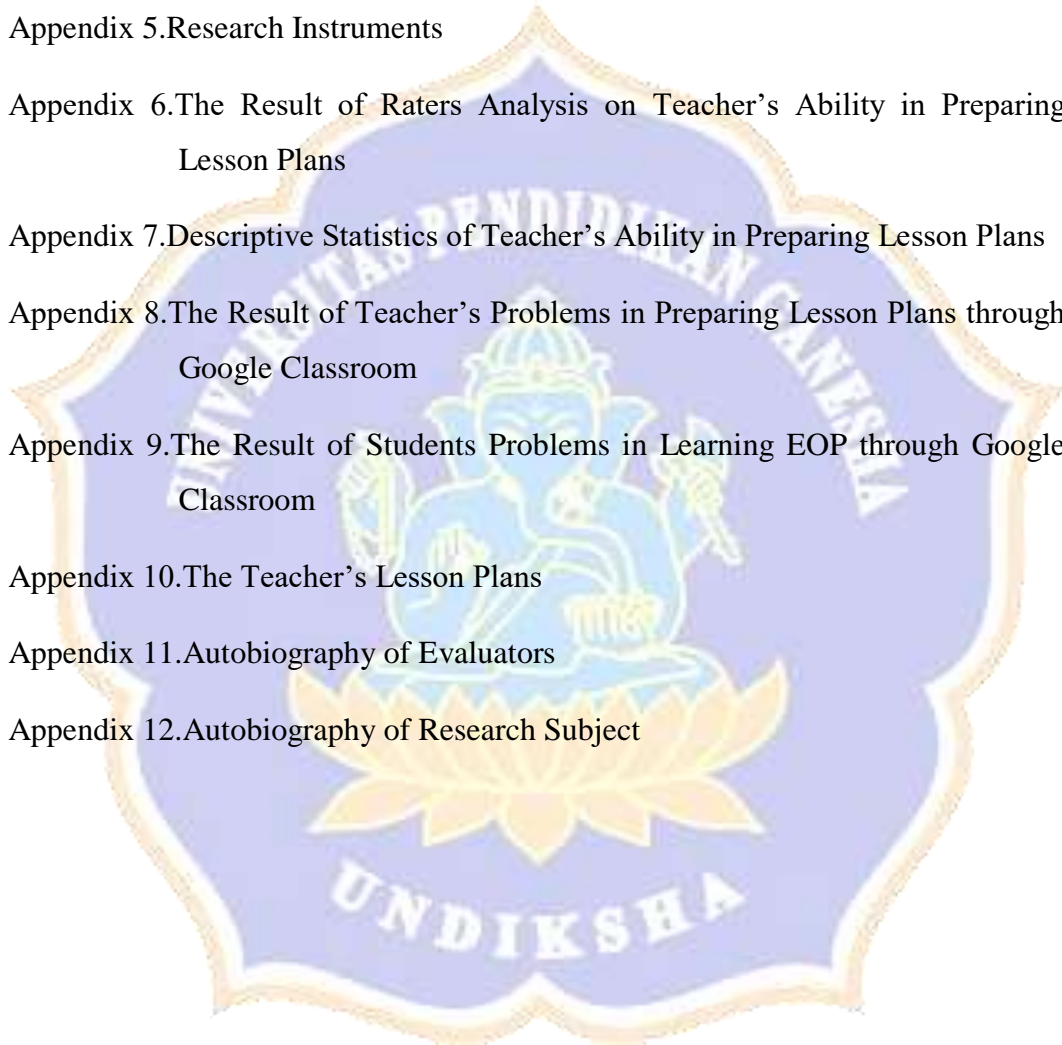 Appendix 5.Research Instruments
Appendix 6.The Result of Raters Analysis on Teacher's Ability in Preparing
Lesson Plans
Appendix 7.Descriptive Statistics of Teacher's Ability in Preparing Lesson Plans
Appendix 8.The Result of Teacher's Problems in Preparing Lesson Plans through
Google Classroom
Appendix 9.The Result of Students Problems in Learning EOP through Google
Classroom
Appendix 10.The Teacher's Lesson Plans
Appendix 11.Autobiography of Evaluators
Appendix 12.Autobiography of Research Subject
UNIVERSITAS PENDIDIKAN GANESHA
UNDIKSHA